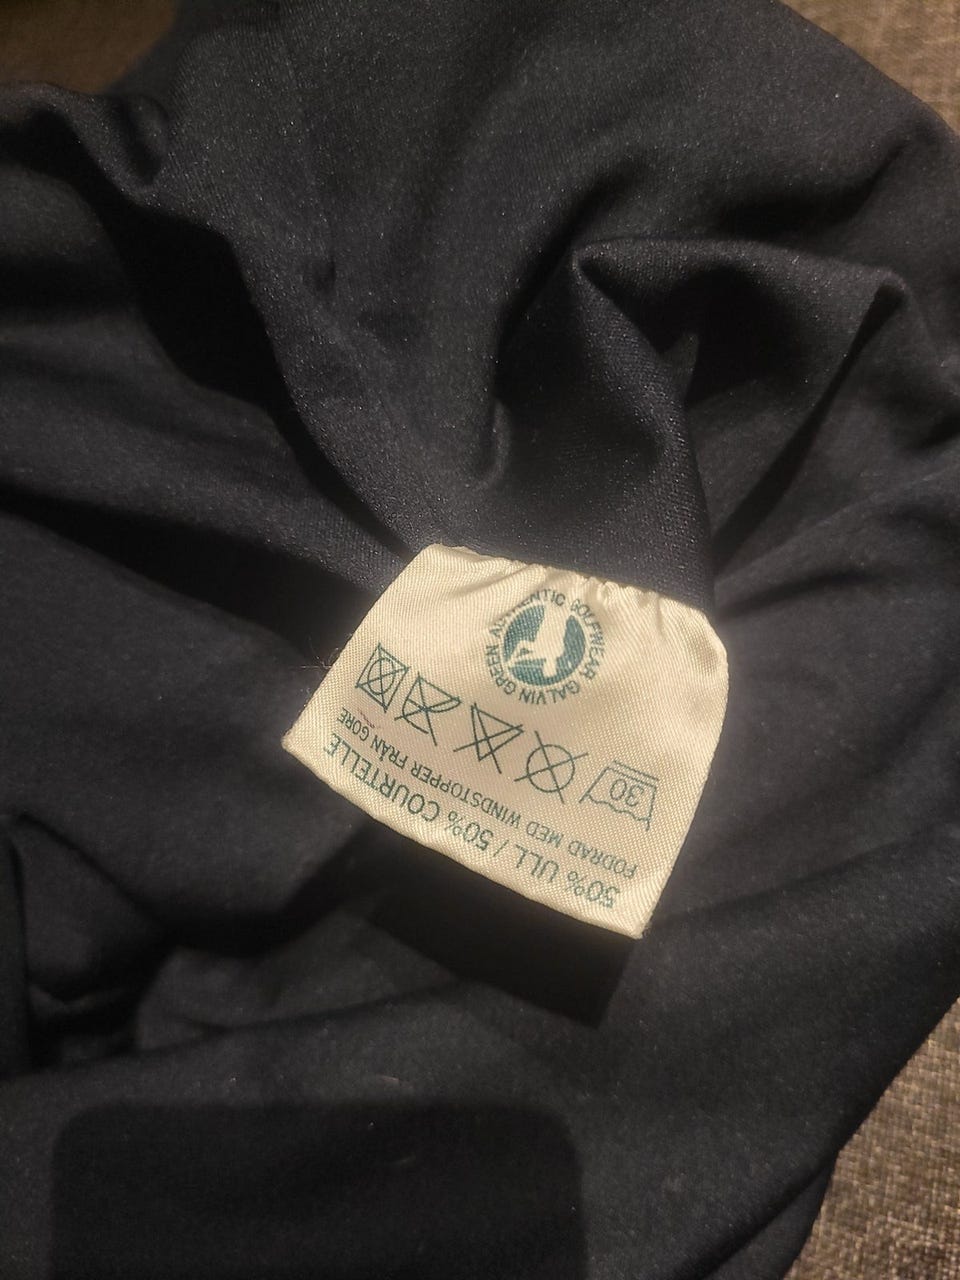 50% ULL / 50% COURTELLE
FODRAD MED WINDSTOPPER FRÅN GORE
30
GALVIN GREEN AUTHENTIC GOLFWEAR